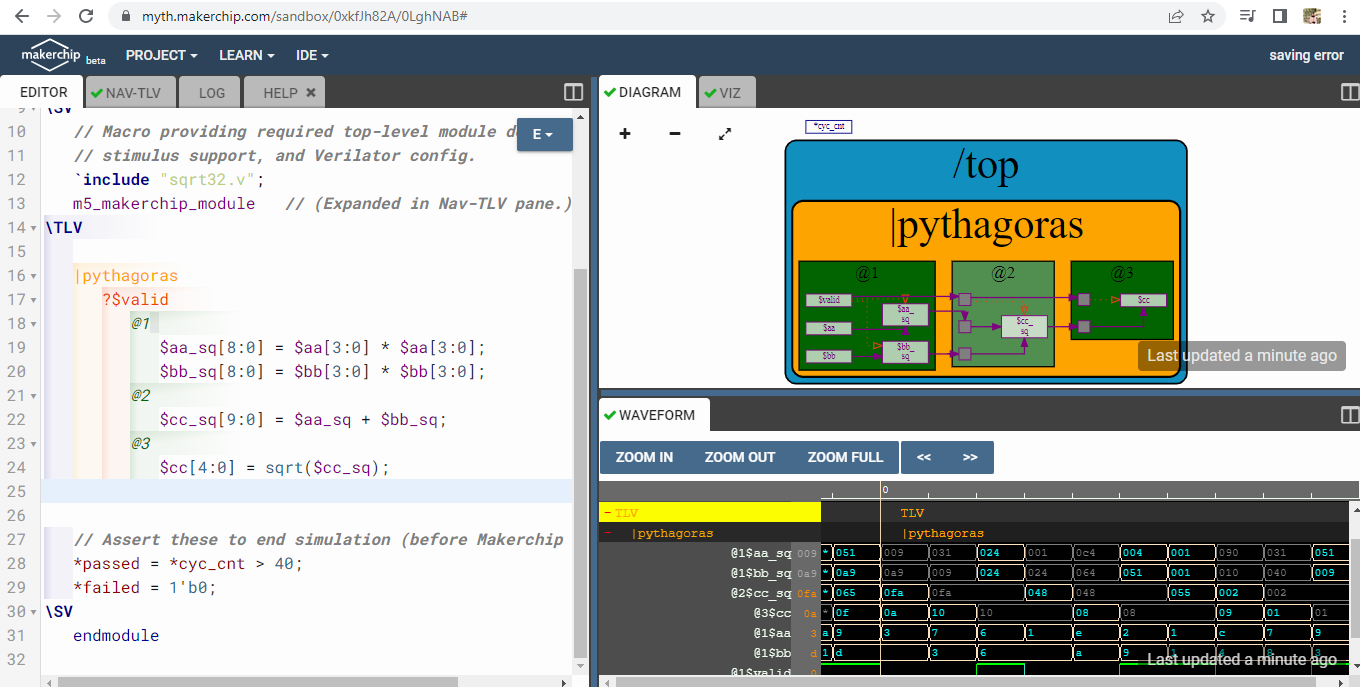 myth.makerchip.com/sandbox/0xkfJh82A/0LghNAB#
makerchip beta PROJECT LEARN IDE saving error
EDITOR NAV-TLV LOG HELP
9 \SV
10 // Macro providing required top-level module d
E
11 // stimulus support, and Verilator config.
12 `include "sqrt32.v";
13 m5_makerchip_module // (Expanded in Nav-TLV pane.)
14 \TLV
15
16 |pythagoras
17 ?$valid
18 @1
19 $aa_sq[8:0] = $aa[3:0] * $aa[3:0];
20 $bb_sq[8:0] = $bb[3:0] * $bb[3:0];
21 @2
22 $cc_sq[9:0] = $aa_sq + $bb_sq;
23 @3
24 $cc[4:0] = sqrt($cc_sq);
25
26
27 // Assert these to end simulation (before Makerchip
28 *passed = *cyc_cnt > 40;
29 *failed = 1'b0;
30 \SV
31 endmodule
32
DIAGRAM VIZ
*cyc_cnt
/top
|pythagoras
@1 @2 @3
$valid
$aa_
sq
$aa
$bb
$bb_
sq
$cc_
sq
$cc
Last updated a minute ago
WAVEFORM
ZOOM IN ZOOM OUT ZOOM FULL << >>
0
TLV TLV
|pythagoras |pythagoras
@1$aa_sq 009 * 051 009 031 024 001 0c4 004 001 090 031 051
@1$bb_sq 0a9 * 0a9 0a9 009 024 024 064 051 001 010 040 009
@2$cc_sq 0fa * 065 0fa 0fa 048 048 055 002 002
@3$cc 0a * 0f 0a 10 10 08 08 09 01 01
@1$aa 3 a 9 3 7 6 1 e 2 1 c 7 9
@1$bb d 1 d 3 6 a 9
@1$valid 0
Last updated a minute ago